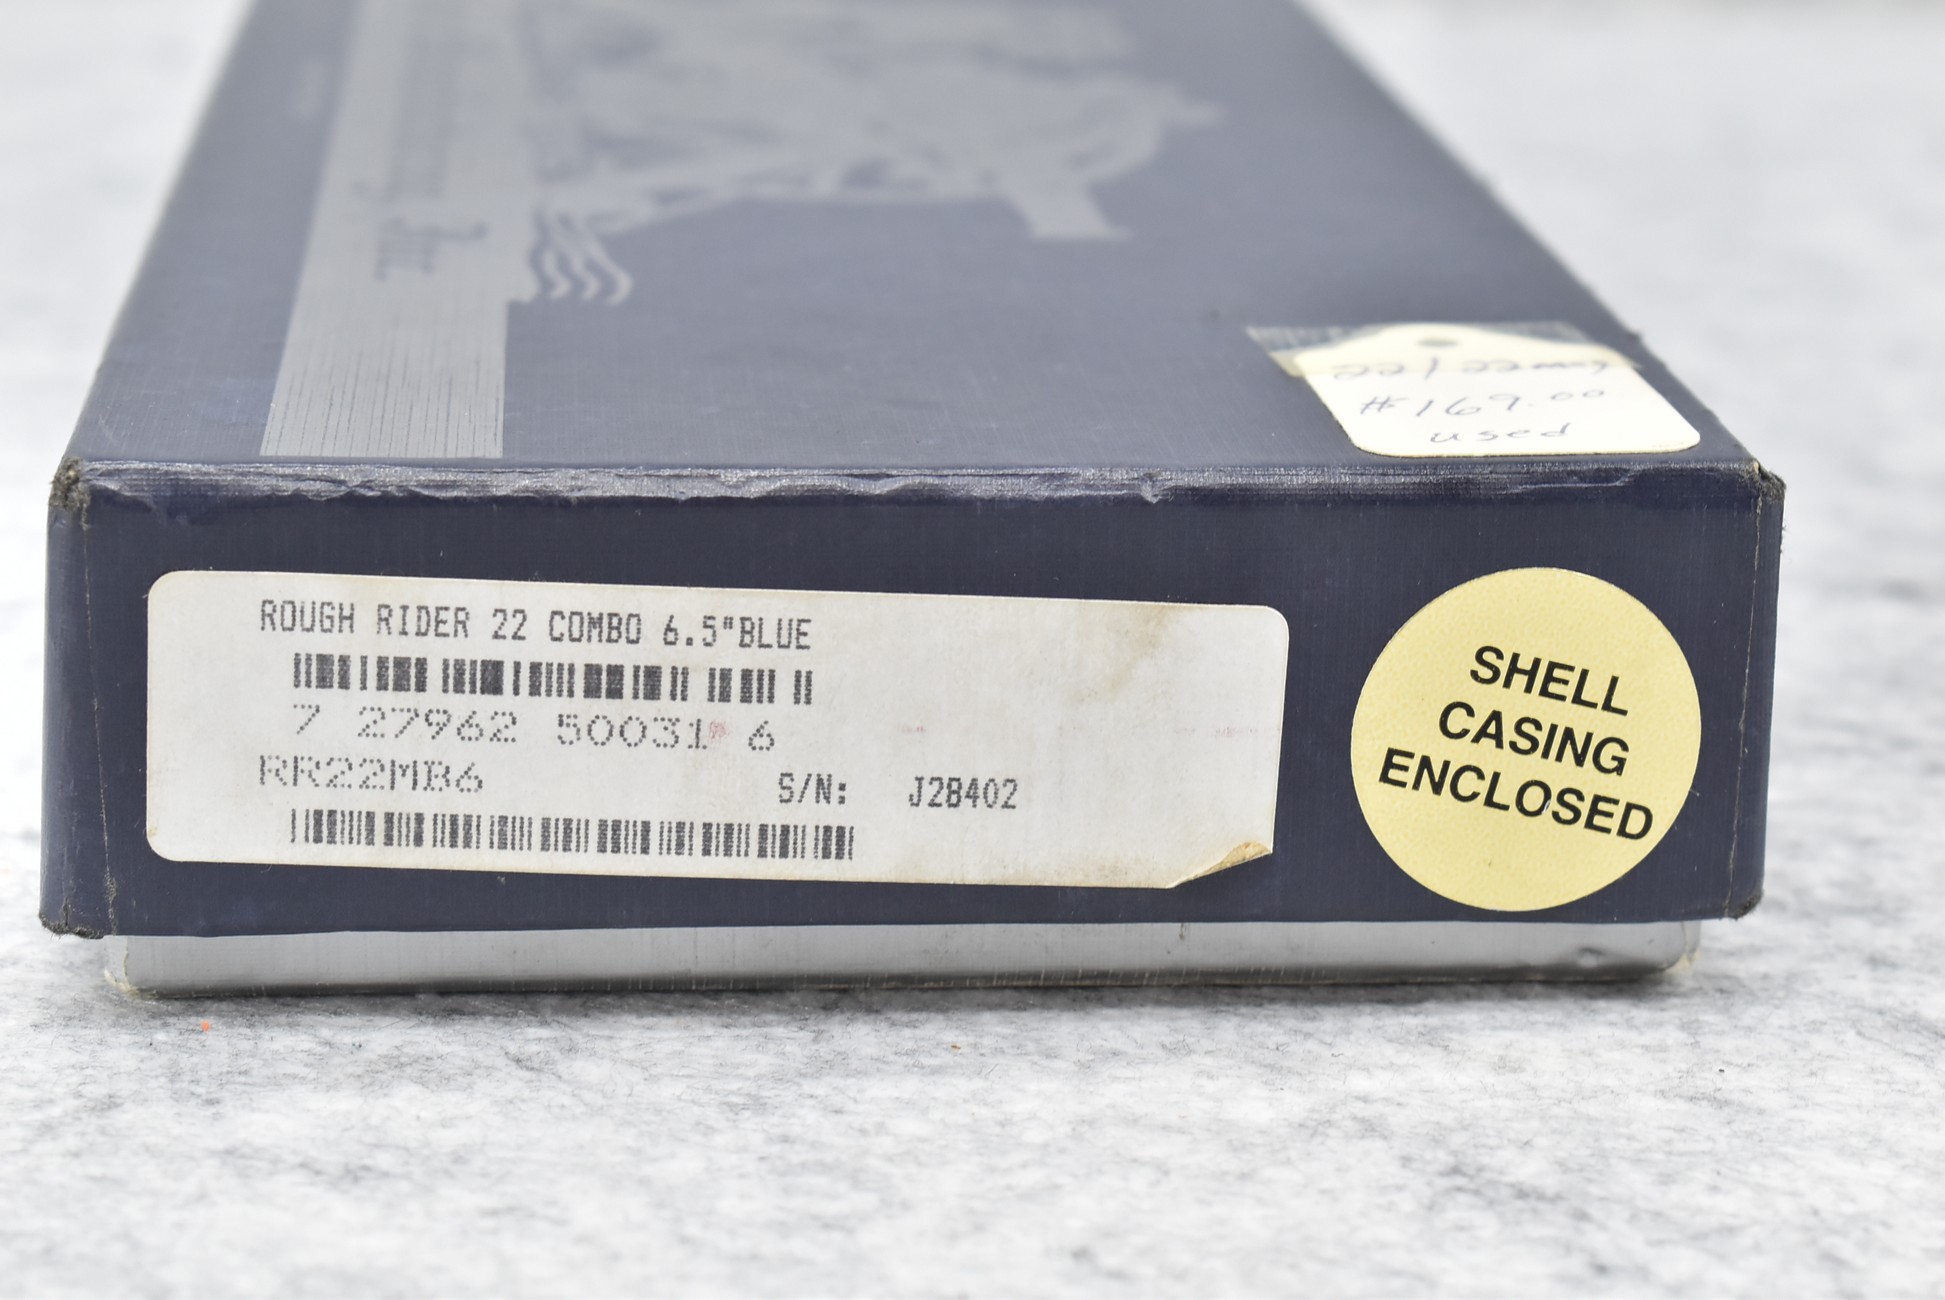 22/22mag
#169.00
used
ROUGH RIDER 22 COMBO 6.5"BLUE
7 27962 50031 6
RR22MB6
S/N: J2B402
SHELL
CASING
ENCLOSED